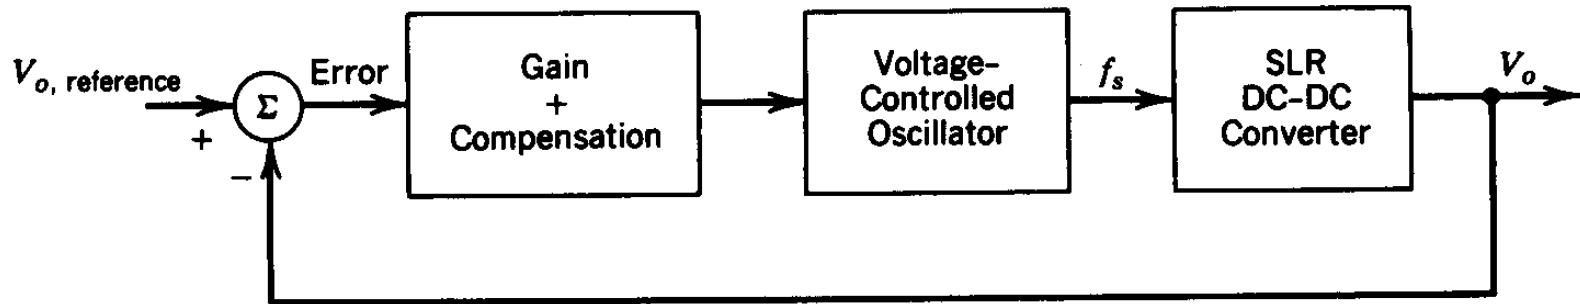 V_o, reference
+
−
Σ
Error
Gain
+
Compensation
Voltage–
Controlled
Oscillator
f_s
SLR
DC–DC
Converter
V_o